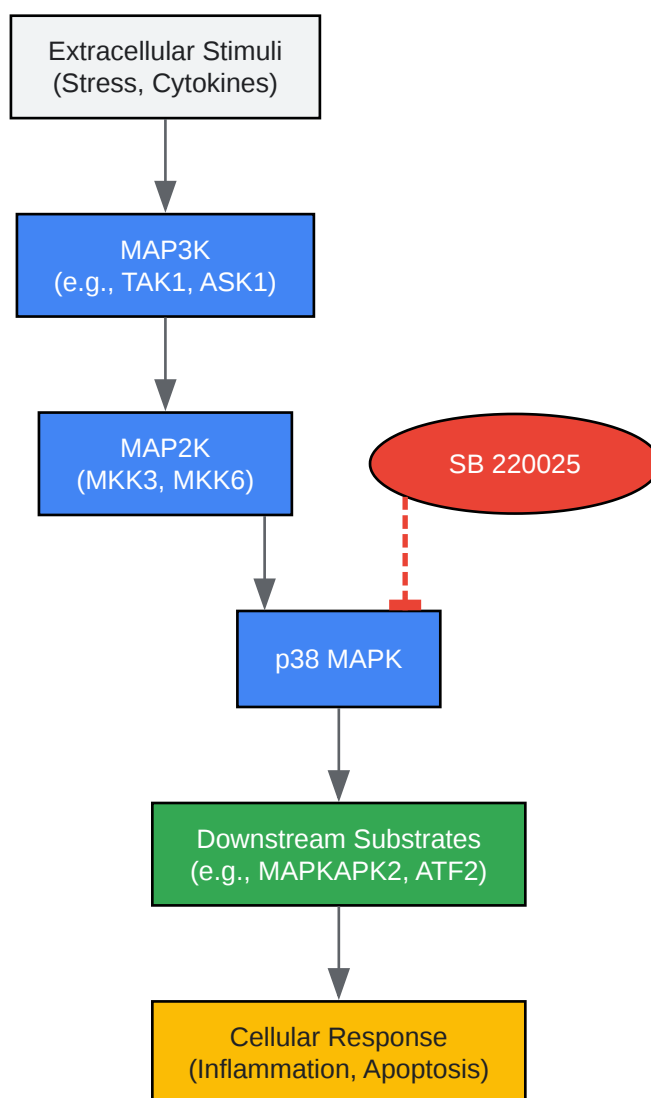 Extracellular Stimuli
(Stress, Cytokines)
MAP3K
(e.g., TAK1, ASK1)
MAP2K
(MKK3, MKK6)
SB 220025
p38 MAPK
Downstream Substrates
(e.g., MAPKAPK2, ATF2)
Cellular Response
(Inflammation, Apoptosis)